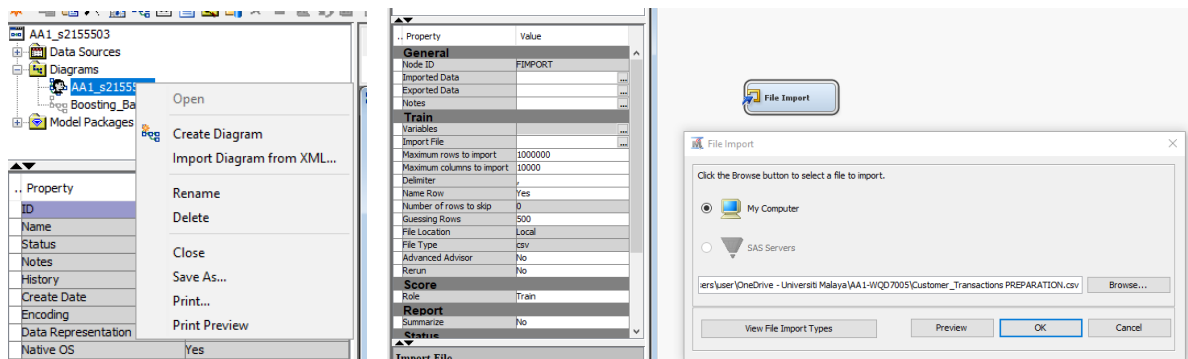 AA1_s2155503
Data Sources
Diagrams
AA1_s21555
Boosting_Ba
Model Packages
Open
Create Diagram
Import Diagram from XML...
Rename
Delete
Close
Save As...
Print...
Print Preview
.. Property
ID
Name
Status
Notes
History
Create Date
Encoding
Data Representation
Native OS Yes
.. Property Value
General
Node ID FIMPORT
Imported Data ...
Exported Data ...
Notes ...
Train
Variables ...
Import File ...
Maximum rows to import 1000000
Maximum columns to import 10000
Delimiter ,
Name Row Yes
Number of rows to skip 0
Guessing Rows 500
File Location Local
File Type csv
Advanced Advisor No
Rerun No
Score
Role Train
Report
Summarize No
Status
Import File
File Import
File Import
Click the Browse button to select a file to import.
My Computer
SAS Servers
sers\user\OneDrive - Universiti Malaya\AA1-WQD7005\Customer_Transactions PREPARATION.csv Browse...
View File Import Types Preview OK Cancel